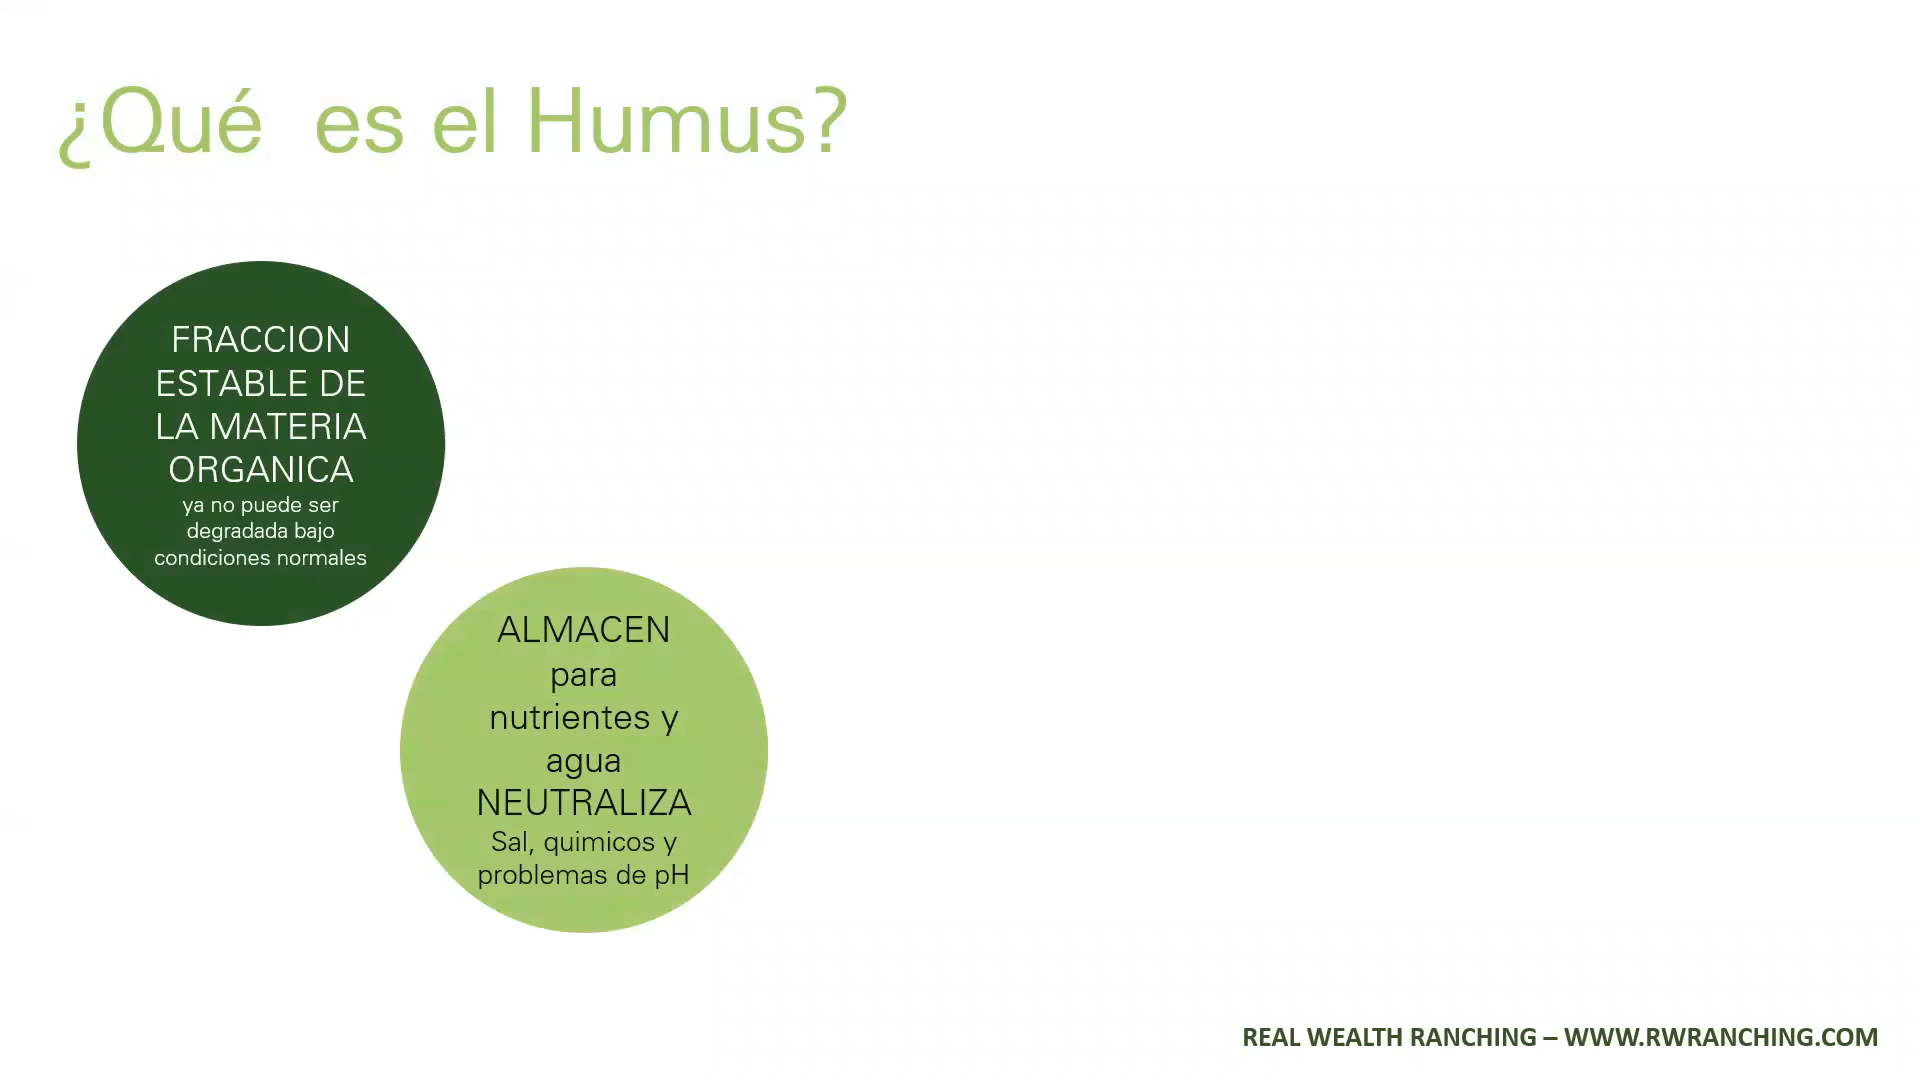 ¿Qué  es el Humus?
FRACCION
ESTABLE DE
LA MATERIA
ORGANICA
ya no puede ser
degradada bajo
condiciones normales
ALMACEN
para
nutrientes y
agua
NEUTRALIZA
Sal, quimicos y
problemas de pH
REAL WEALTH RANCHING – WWW.RWRANCHING.COM